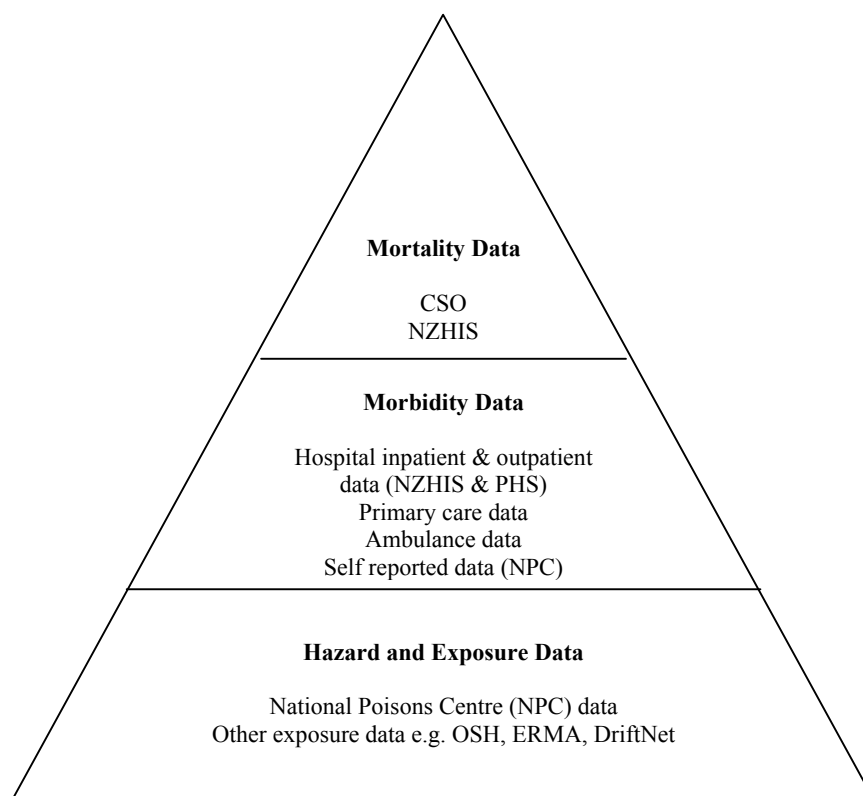 Mortality Data
CSO
NZHIS
Morbidity Data
Hospital inpatient & outpatient
data (NZHIS & PHS)
Primary care data
Ambulance data
Self reported data (NPC)
Hazard and Exposure Data
National Poisons Centre (NPC) data
Other exposure data e.g. OSH, ERMA, DriftNet